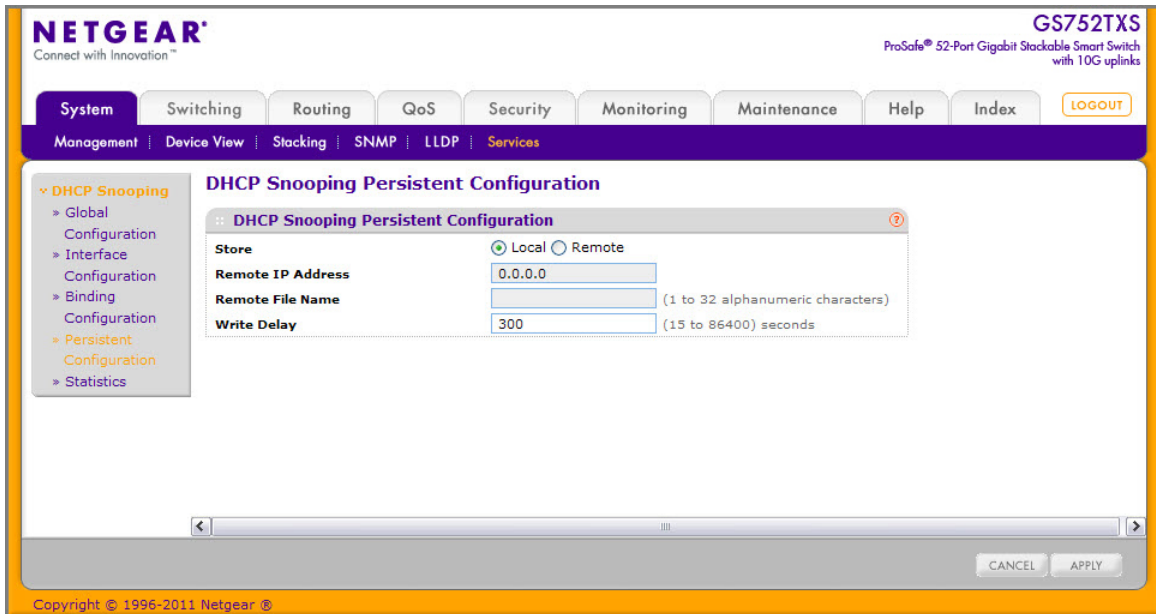 NETGEAR®
Connect with Innovation™
GS752TXS
ProSafe® 52-Port Gigabit Stackable Smart Switch
with 10G uplinks
System Switching Routing QoS Security Monitoring Maintenance Help Index LOGOUT
Management Device View Stacking SNMP LLDP Services
DHCP Snooping
» Global
Configuration
» Interface
Configuration
» Binding
Configuration
» Persistent
Configuration
» Statistics
DHCP Snooping Persistent Configuration
DHCP Snooping Persistent Configuration ?
Store Local Remote
Remote IP Address 0.0.0.0
Remote File Name (1 to 32 alphanumeric characters)
Write Delay 300 (15 to 86400) seconds
CANCEL APPLY
Copyright © 1996-2011 Netgear ®